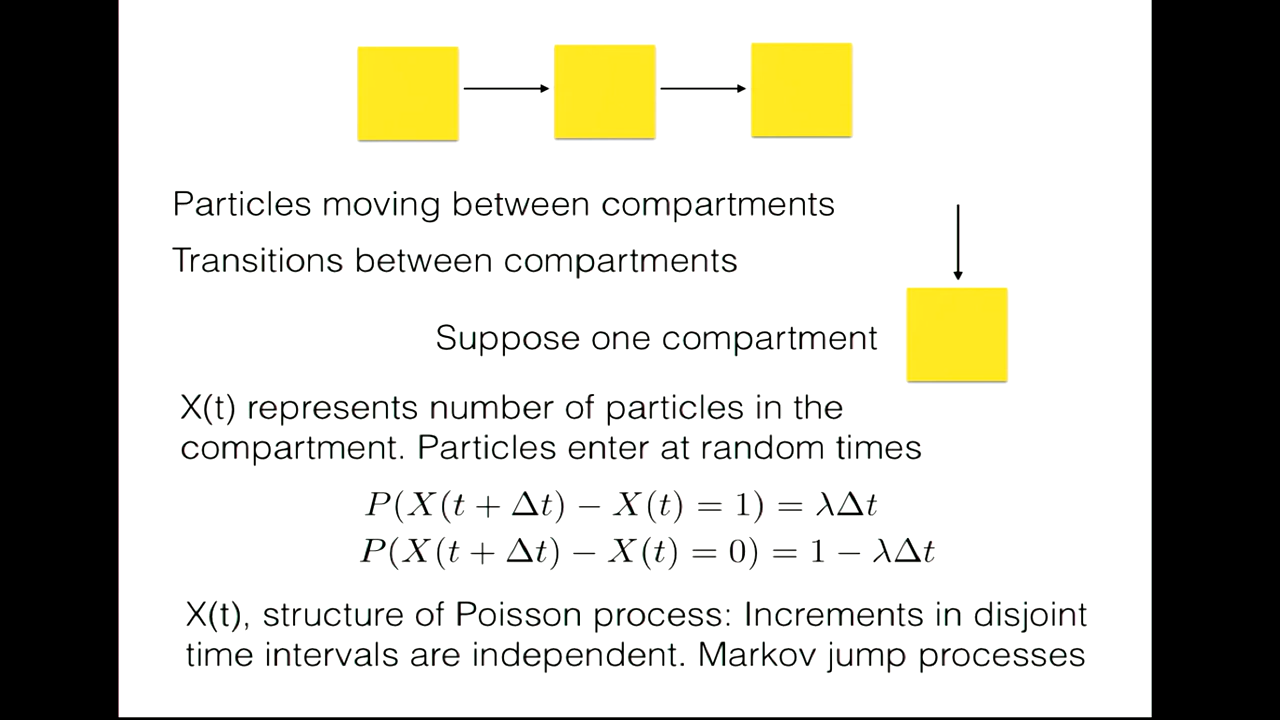 Particles moving between compartments
Transitions between compartments
Suppose one compartment
X(t) represents number of particles in the
compartment. Particles enter at random times
P(X(t + Δt) − X(t) = 1) = λΔt
P(X(t + Δt) − X(t) = 0) = 1 − λΔt
X(t), structure of Poisson process: Increments in disjoint
time intervals are independent. Markov jump processes